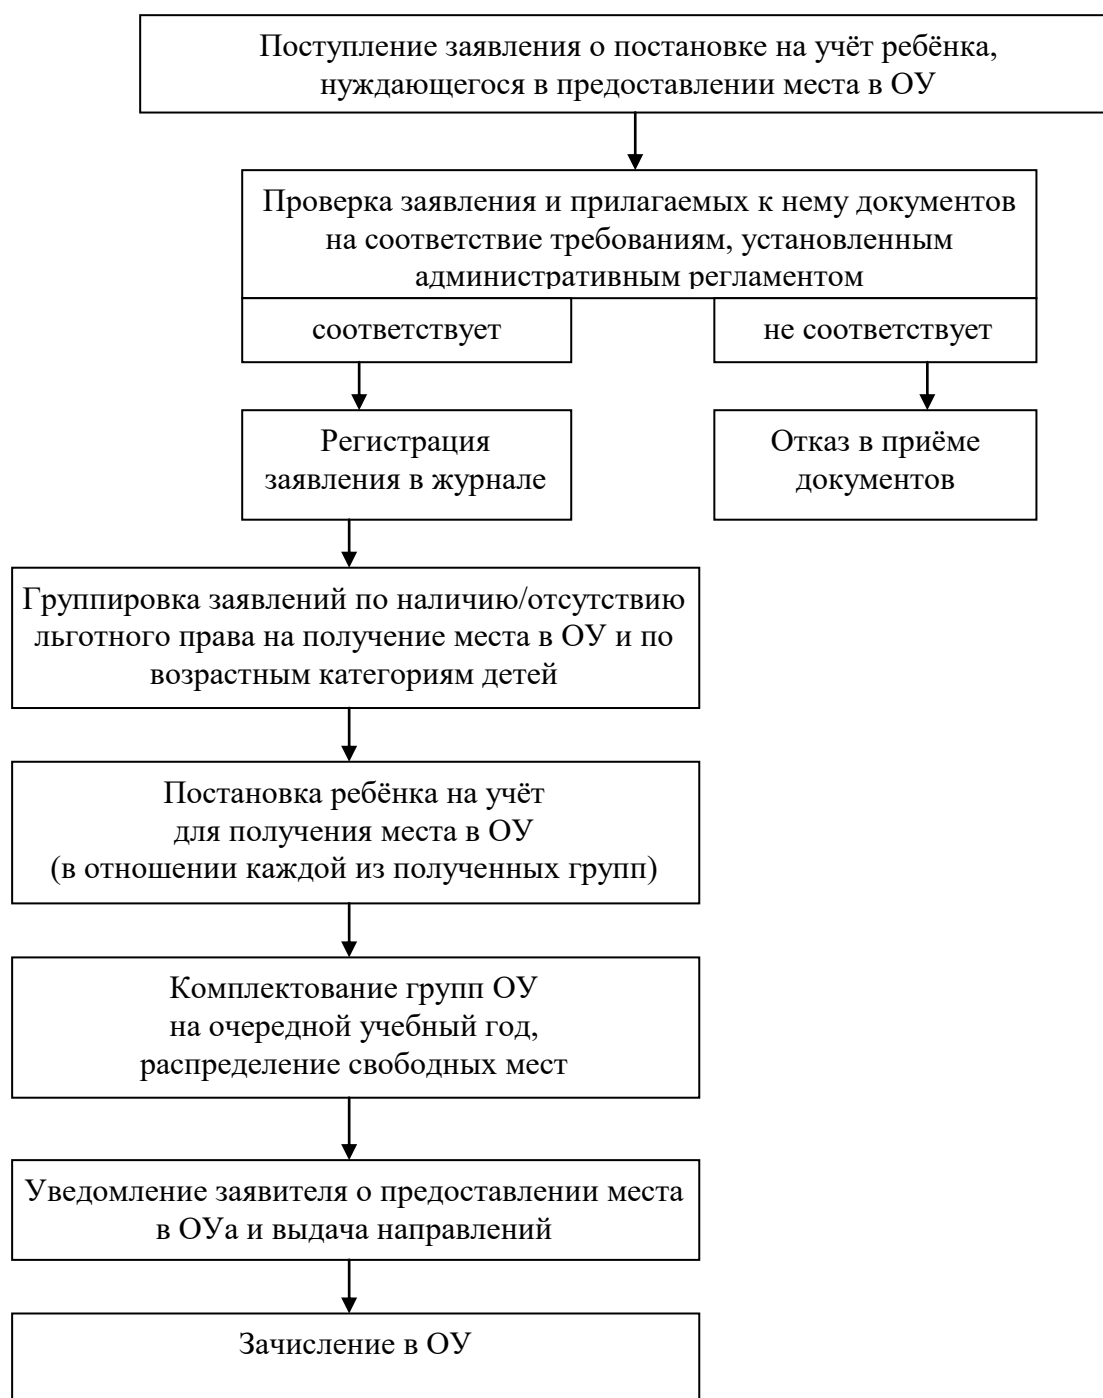 Поступление заявления о постановке на учёт ребёнка,
нуждающегося в предоставлении места в ОУ
Проверка заявления и прилагаемых к нему документов
на соответствие требованиям, установленным
административным регламентом
соответствует
не соответствует
Регистрация
заявления в журнале
Отказ в приёме
документов
Группировка заявлений по наличию/отсутствию
льготного права на получение места в ОУ и по
возрастным категориям детей
Постановка ребёнка на учёт
для получения места в ОУ
(в отношении каждой из полученных групп)
Комплектование групп ОУ
на очередной учебный год,
распределение свободных мест
Уведомление заявителя о предоставлении места
в ОУа и выдача направлений
Зачисление в ОУ